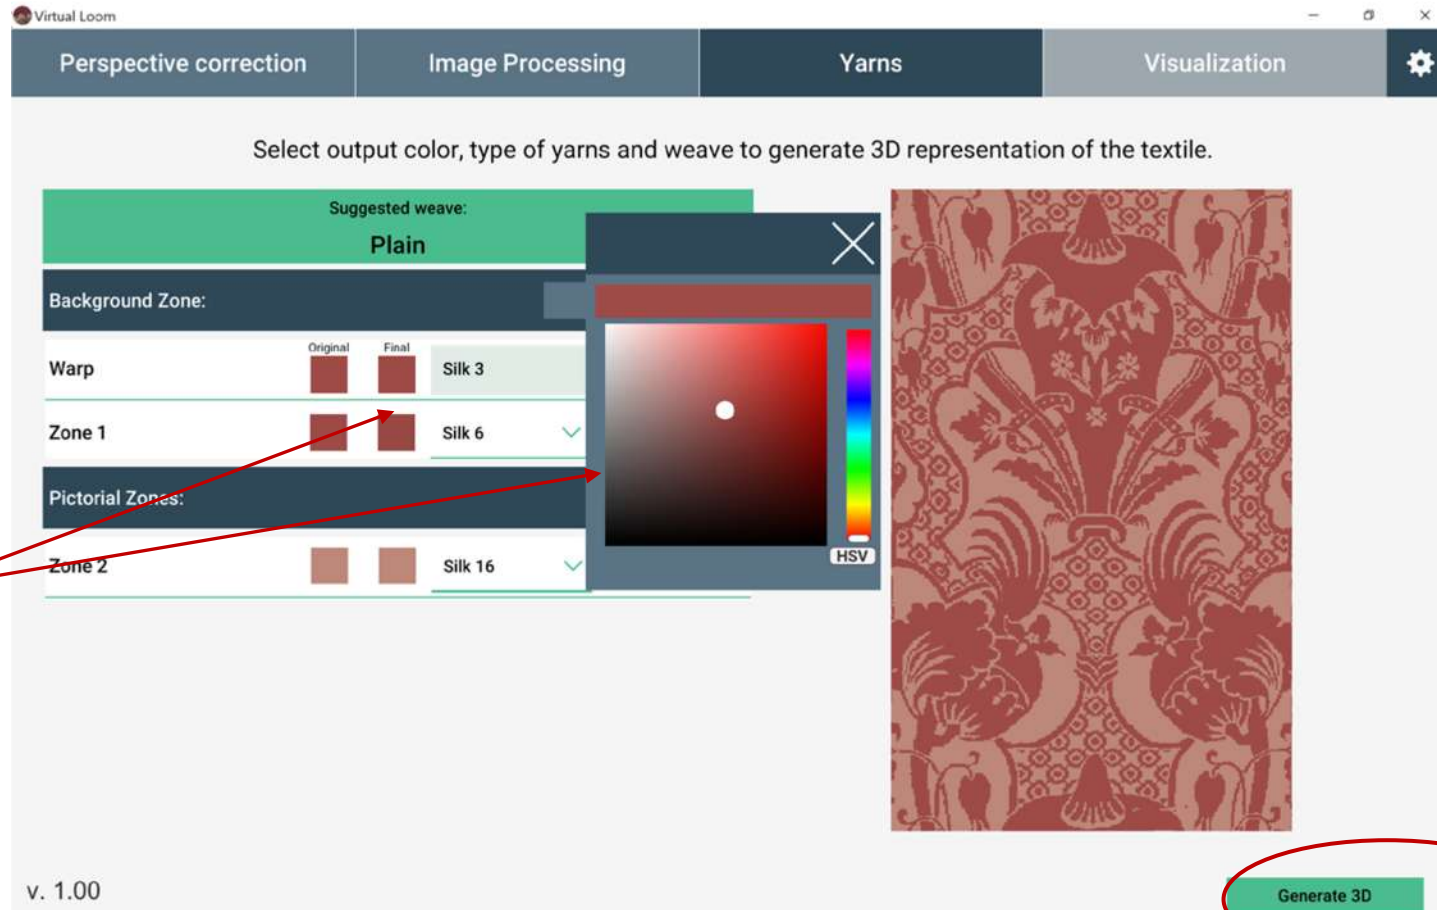 Virtual Loom
Perspective correction
Image Processing
Yarns
Visualization
Select output color, type of yarns and weave to generate 3D representation of the textile.
Suggested weave:
Plain
Background Zone:
Original Final
Warp
Silk 3
Zone 1
Silk 6
Pictorial Zones:
Zone 2
Silk 16
HSV
v. 1.00
Generate 3D